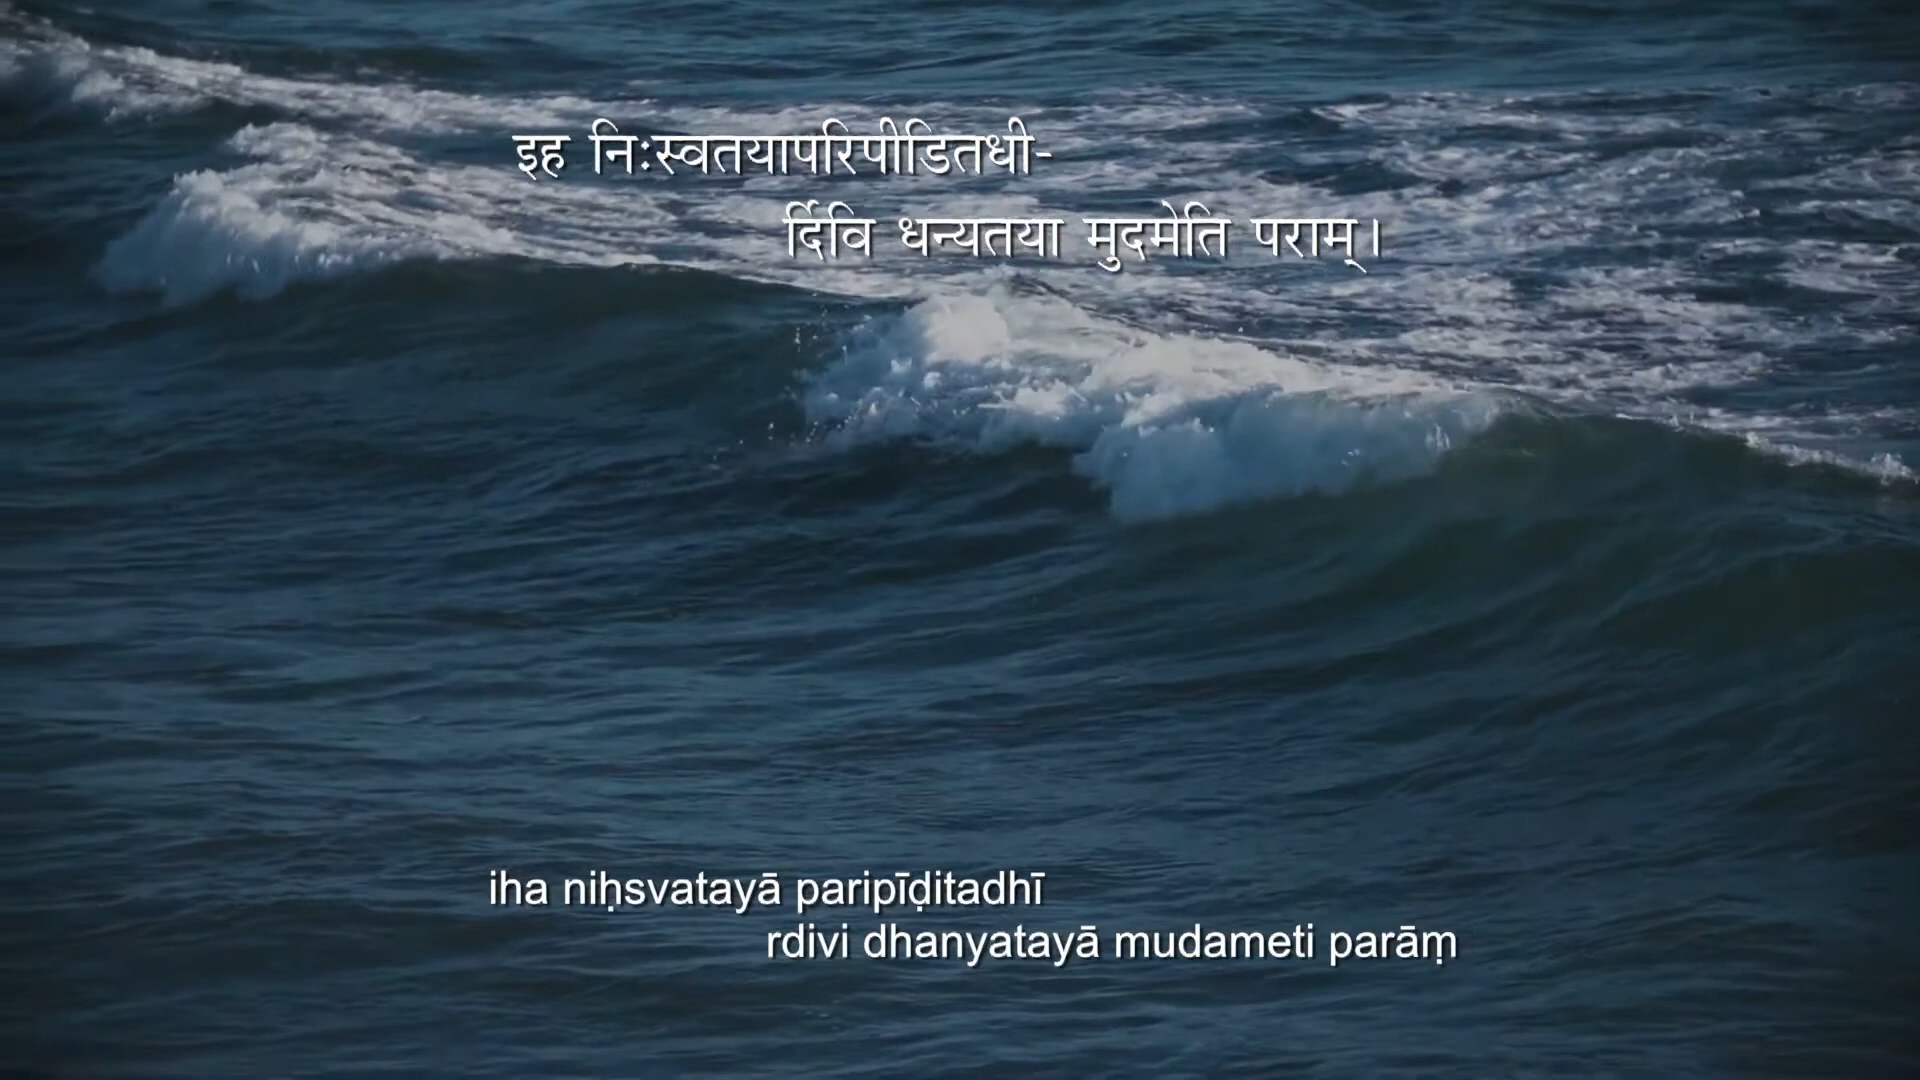 इह निःस्वतयापरिपीडितधी-
र्दिवि धन्यतया मुदमेति पराम्।
iha niḥsvatayā paripīḍitadhī
rdivi dhanyatayā mudameti parāṃ